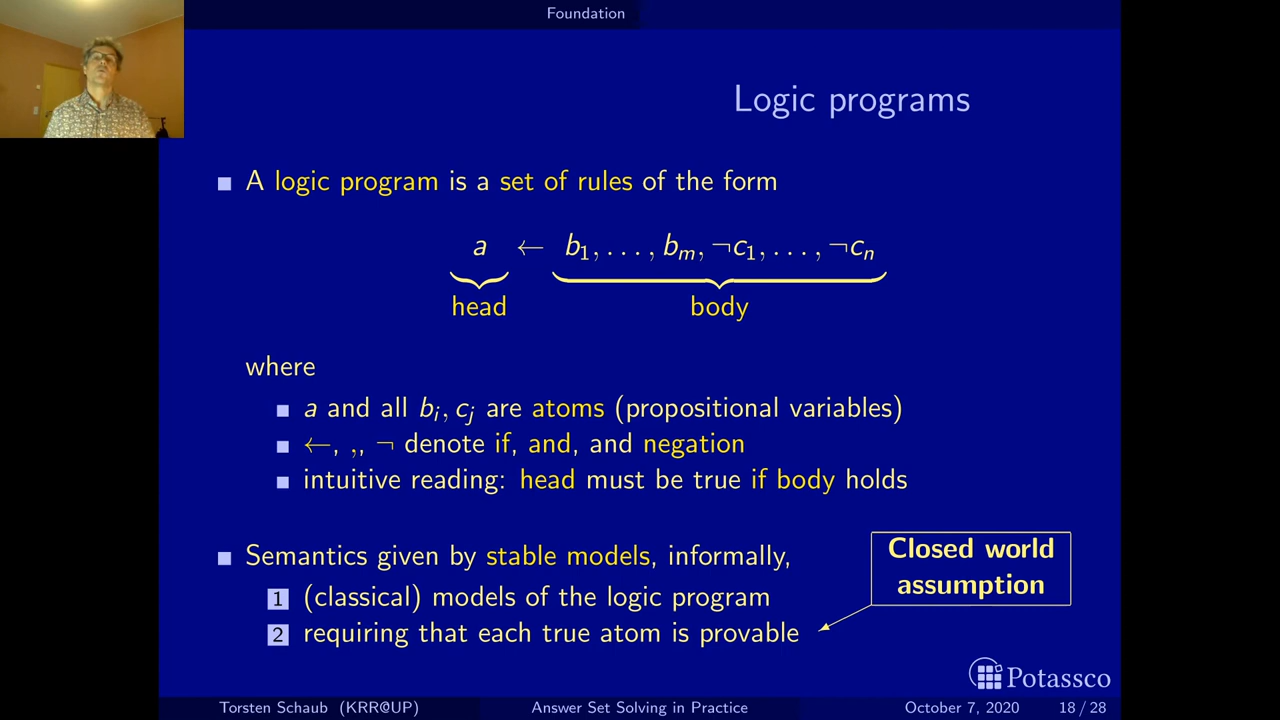 Foundation
Logic programs
A logic program is a set of rules of the form
a ← b1, . . . , bm, ¬c1, . . . , ¬cn
head body
where
a and all bi, cj are atoms (propositional variables)
←, ,, ¬ denote if, and, and negation
intuitive reading: head must be true if body holds
Semantics given by stable models, informally,
1 (classical) models of the logic program
2 requiring that each true atom is provable
Closed world
assumption
Potassco
Torsten Schaub (KRR@UP) Answer Set Solving in Practice October 7, 2020 18 / 28